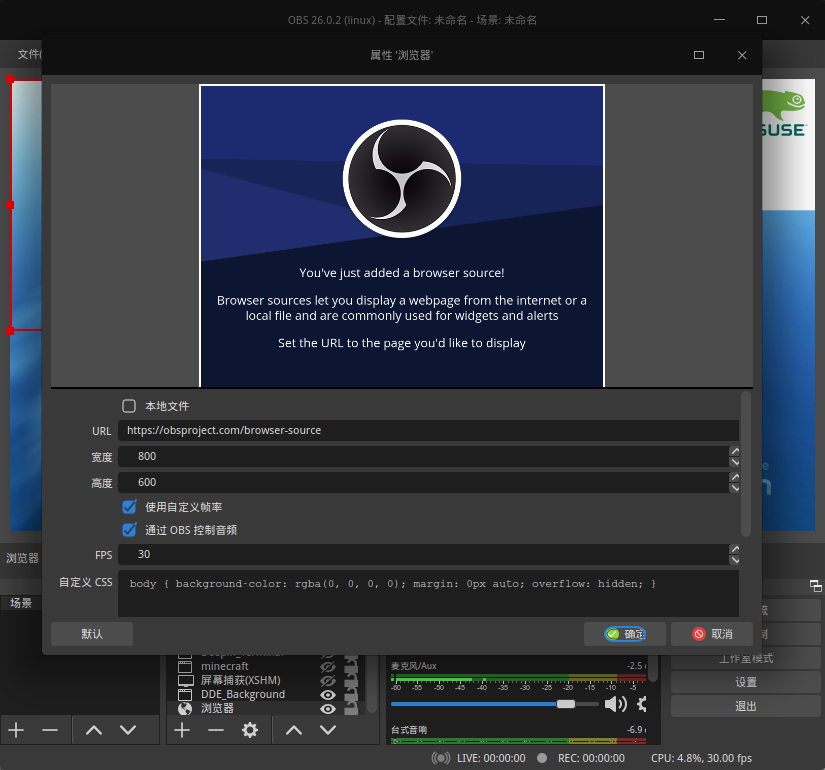 OBS 26.0.2 (linux) - 配置文件: 未命名 - 场景: 未命名
文件(
属性 '浏览器'
SUSE
You've just added a browser source!
Browser sources let you display a webpage from the internet or a
local file and are commonly used for widgets and alerts
Set the URL to the page you'd like to display
本地文件
URL https://obsproject.com/browser-source
宽度 800
高度 600
使用自定义帧率
通过 OBS 控制音频
FPS 30
自定义 CSS body { background-color: rgba(0, 0, 0, 0); margin: 0px auto; overflow: hidden; }
默认 确定 取消
浏览器
场景
minecraft
屏幕捕获(XSHM)
DDE_Background
浏览器
麦克风/Aux -2.5
-60 -55 -50 -45 -40 -35 -30 -25 -20 -15 -10 -5
台式音响 -6.9
工作室模式
设置
退出
LIVE: 00:00:00 REC: 00:00:00 CPU: 4.8%, 30.00 fps